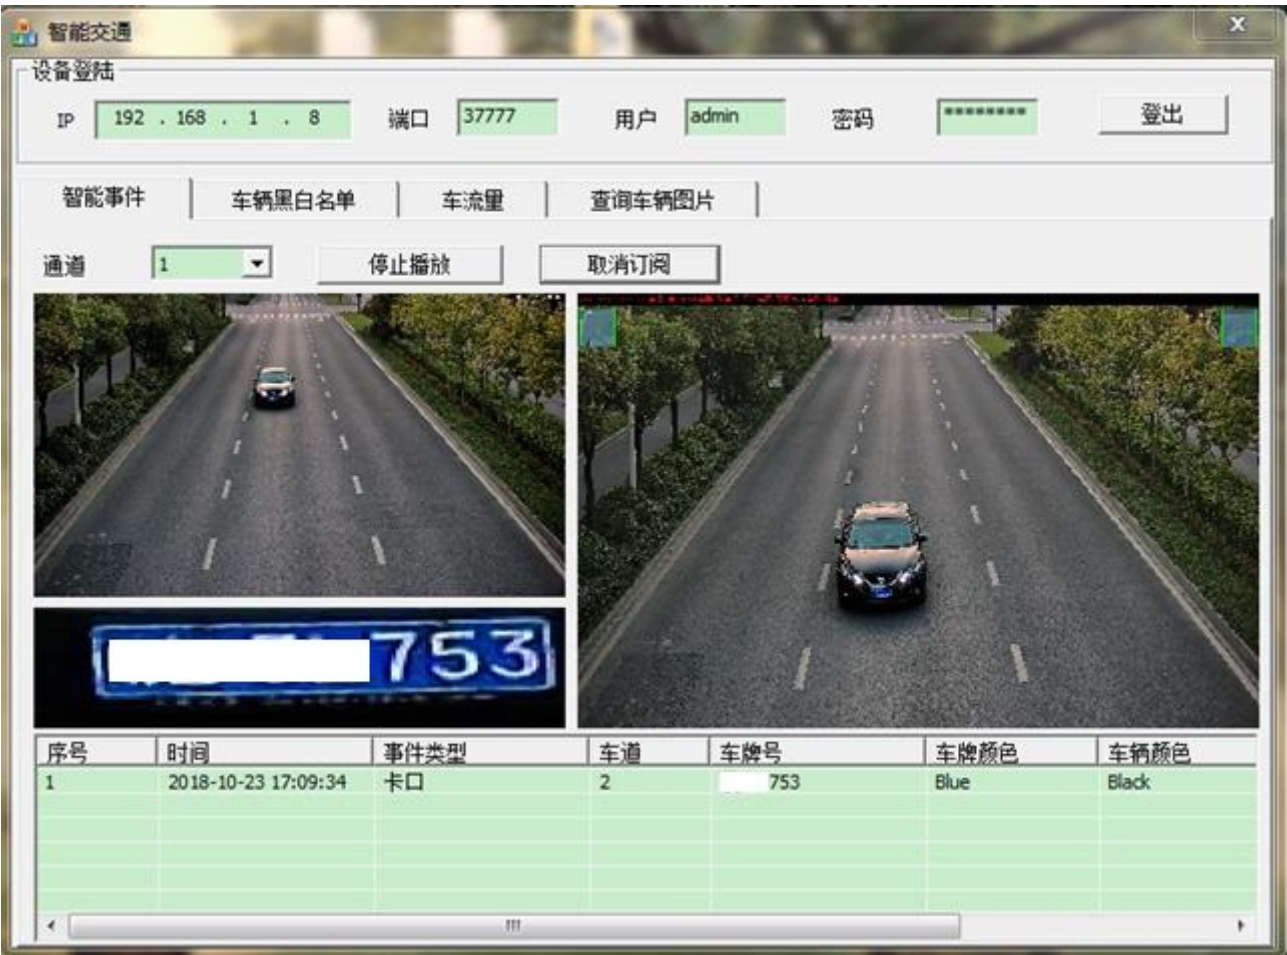 智能交通
设备登陆
IP 192 . 168 . 1 . 8 端口 37777 用户 admin 密码 ******** 登出
智能事件 车辆黑白名单 车流量 查询车辆图片
通道 1 停止播放 取消订阅
753
序号 时间 事件类型 车道 车牌号 车牌颜色 车辆颜色
1 2018-10-23 17:09:34 卡口 2 753 Blue Black